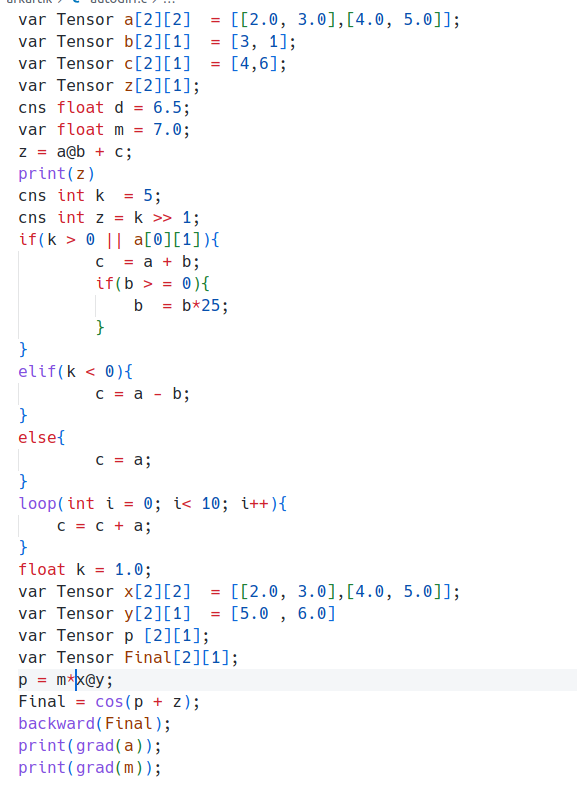 var Tensor a[2][2]  = [[2.0, 3.0],[4.0, 5.0]];
var Tensor b[2][1]  = [3, 1];
var Tensor c[2][1]  = [4,6];
var Tensor z[2][1];
cns float d = 6.5;
var float m = 7.0;
z = a@b + c;
print(z)
cns int k  = 5;
cns int z = k >> 1;
if(k > 0 || a[0][1]){
        c  = a + b;
        if(b > = 0){
            b  = b*25;
        }
}
elif(k < 0){
        c = a - b;
}
else{
        c = a;
}
loop(int i = 0; i< 10; i++){
    c = c + a;
}
float k = 1.0;
var Tensor x[2][2]  = [[2.0, 3.0],[4.0, 5.0]];
var Tensor y[2][1]  = [5.0 , 6.0]
var Tensor p [2][1];
var Tensor Final[2][1];
p = m*x@y;
Final = cos(p + z);
backward(Final);
print(grad(a));
print(grad(m));